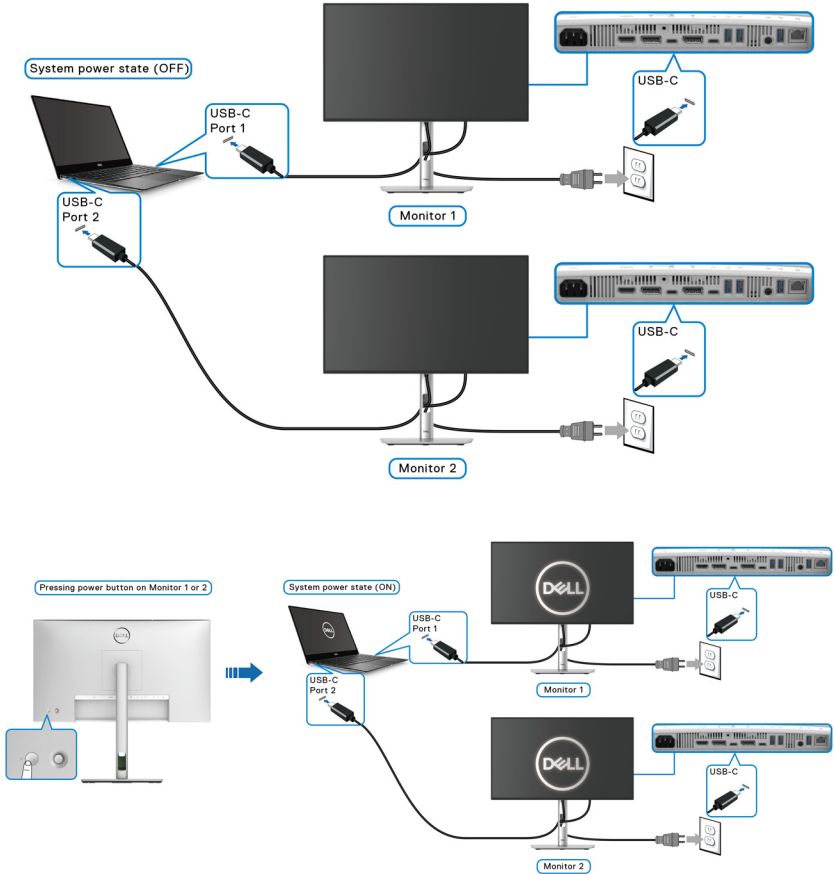 System power state (OFF)
USB-C
Port 1
USB-C
Monitor 1
USB-C
Port 2
USB-C
Monitor 2
Pressing power button on Monitor 1 or 2
DELL
System power state (ON)
DELL
USB-C
Port 1
DELL
USB-C
Monitor 1
USB-C
Port 2
DELL
USB-C
Monitor 2